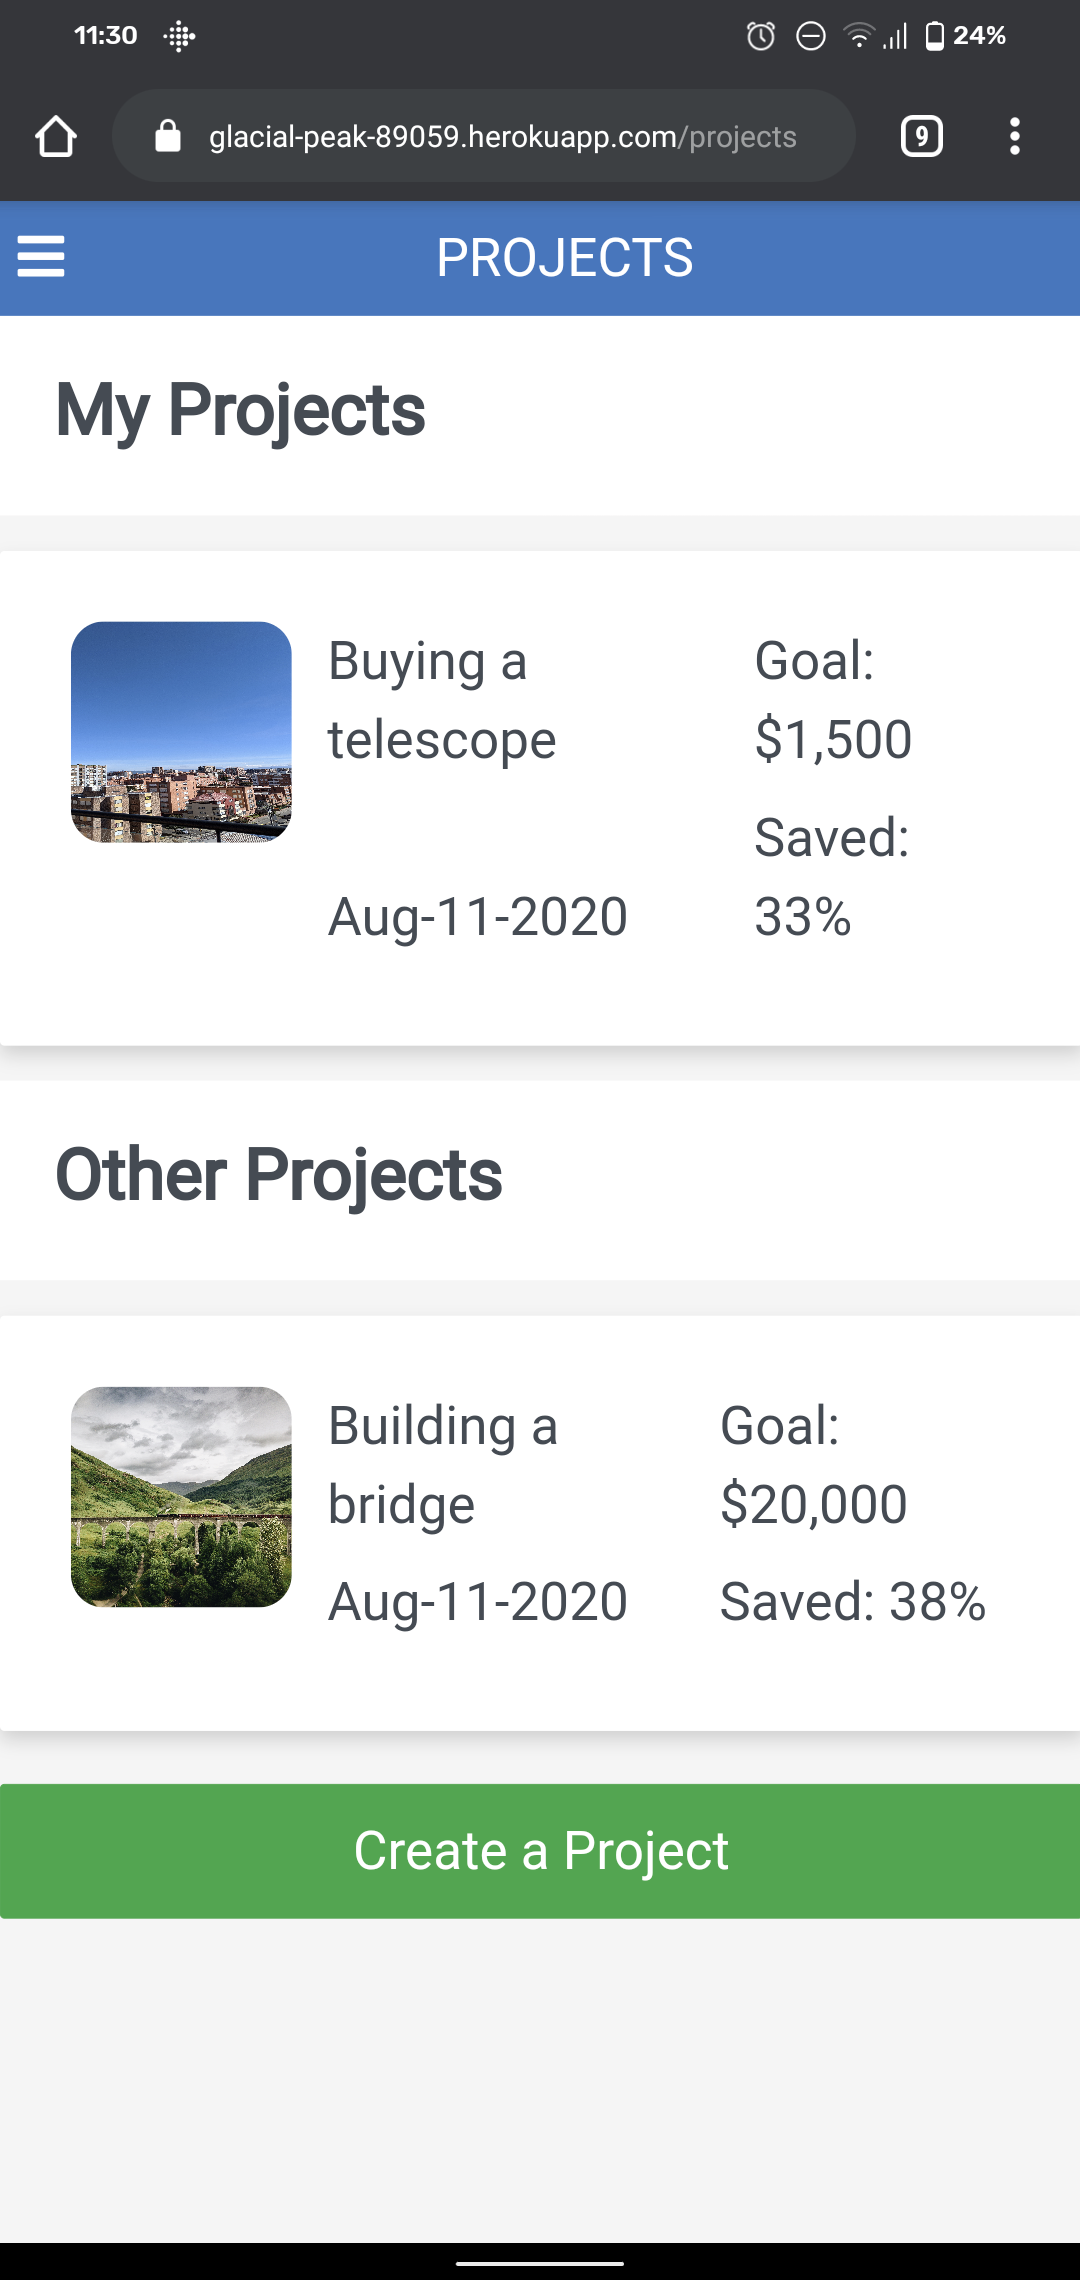 11:30
24%
glacial-peak-89059.herokuapp.com/projects
9
PROJECTS
My Projects
Buying a
telescope
Aug-11-2020
Goal:
$1,500
Saved:
33%
Other Projects
Building a
bridge
Aug-11-2020
Goal:
$20,000
Saved: 38%
Create a Project